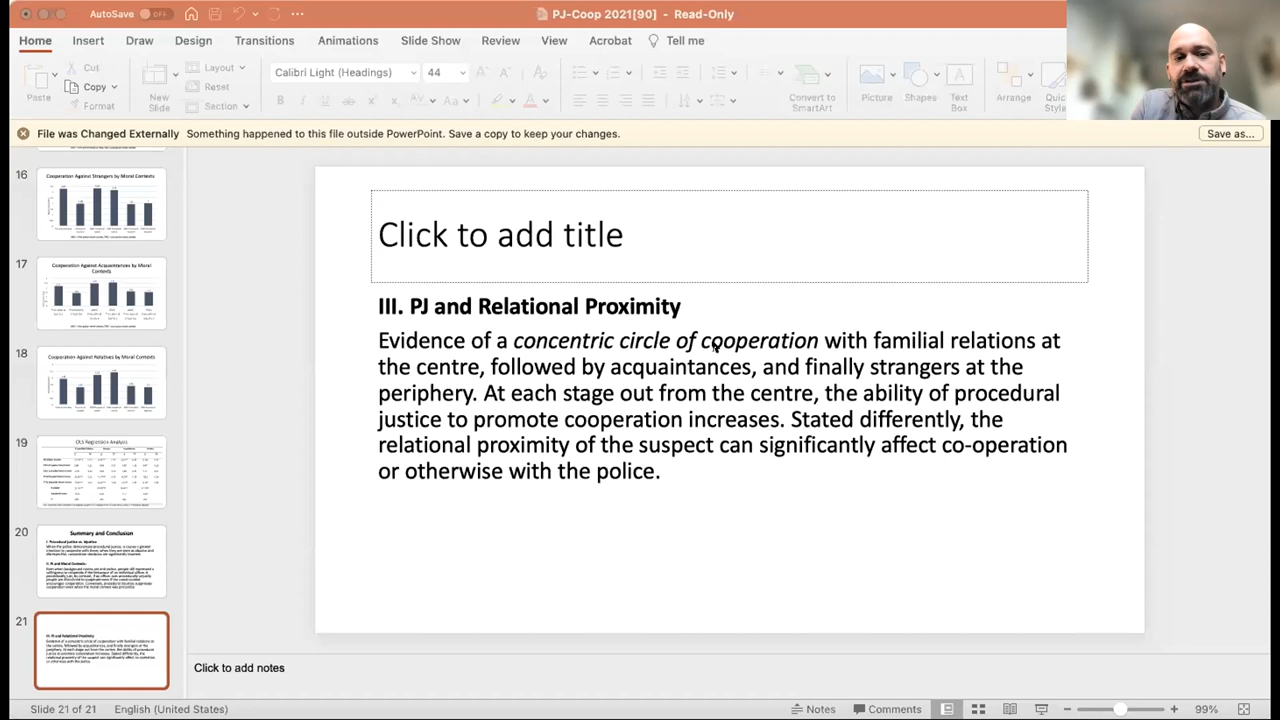 AutoSave OFF
PJ-Coop 2021[90] - Read-Only
Home Insert Draw Design Transitions Animations Slide Show Review View Acrobat Tell me
Paste
Cut
Copy
Format
New Slide
Layout
Reset
Section
Calibri Light (Headings) 44
Convert to SmartArt
Picture
Shapes
Text Box
Arrange
File was Changed Externally Something happened to this file outside PowerPoint. Save a copy to keep your changes. Save as...
16
Cooperation Against Strangers by Moral Contexts
17
Cooperation Against Acquaintances by Moral Contexts
18
Cooperation Against Relatives by Moral Contexts
19
OLS Regression Analysis
20
Summary and Conclusion
21
III. PJ and Relational Proximity
Click to add title
III. PJ and Relational Proximity
Evidence of a concentric circle of cooperation with familial relations at
the centre, followed by acquaintances, and finally strangers at the
periphery. At each stage out from the centre, the ability of procedural
justice to promote cooperation increases. Stated differently, the
relational proximity of the suspect can significantly affect co-operation
or otherwise with the police.
Click to add notes
Slide 21 of 21 English (United States) Notes Comments 99%